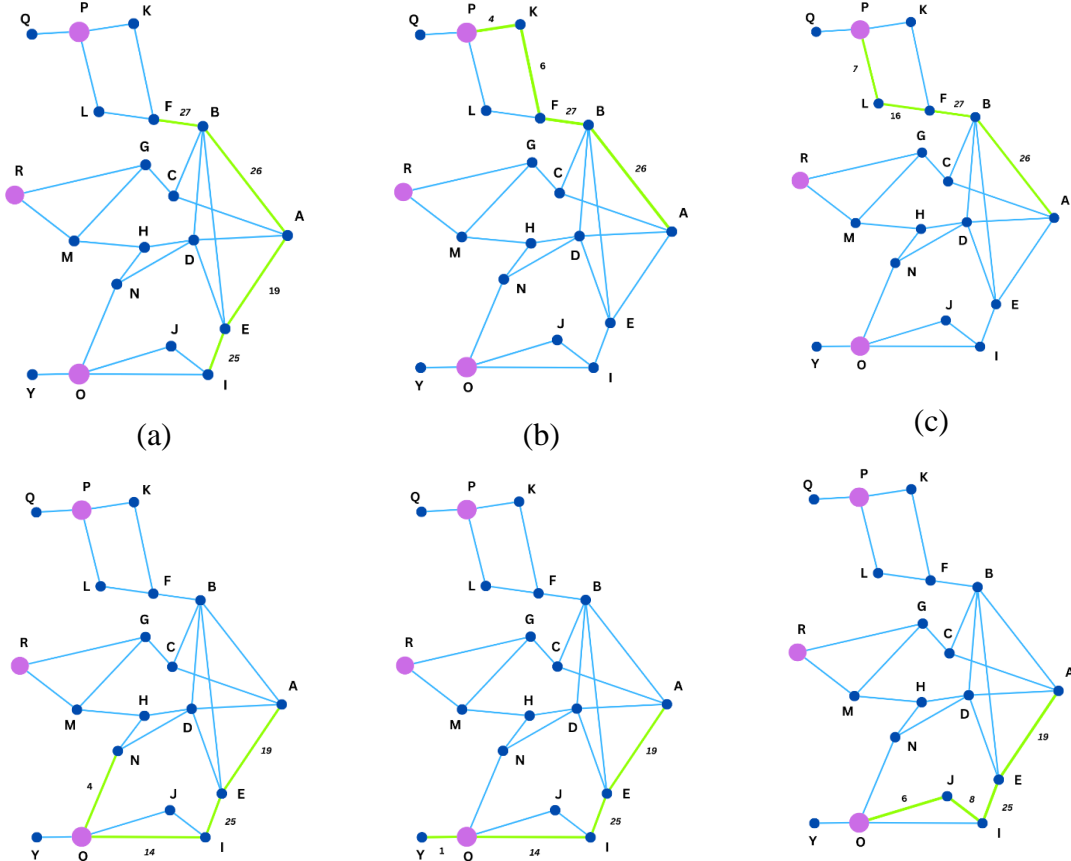 Q P K
L F 27 B
G C 26
R
M H D A
N 19
J E
25
Y O I
Q P 4 K
6
L F 27 B
G C 26
R
M H D A
N
J E
Y O I
Q P K
7
L 16 F 27 B
G C 26
R
M H D A
N
J E
Y O I
(a) (b) (c)
Q P K
L F B
G C
R
M H D A
N 19
4
J E
25
Y O 14 I
Q P K
L F B
G C
R
M H D A
N 19
J E
25
Y 1 O 14 I
Q P K
L F B
G C
R
M H D A
N 19
J E
6 8 25
Y O I